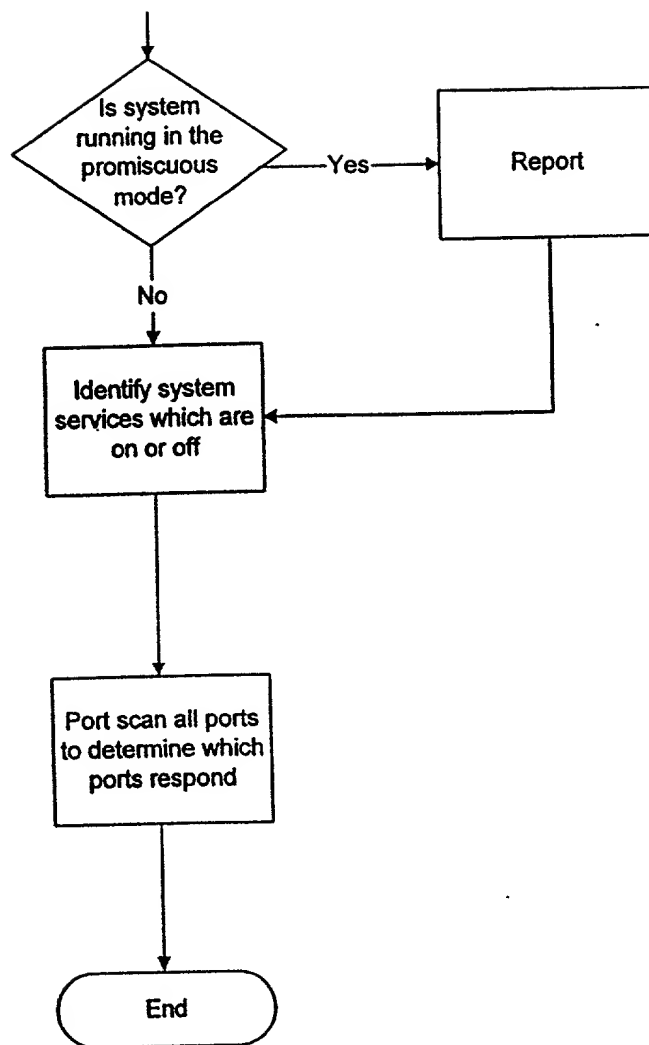 Is system
running in the
promiscuous
mode?
Yes
Report
No
Identify system
services which are
on or off
Port scan all ports
to determine which
ports respond
End